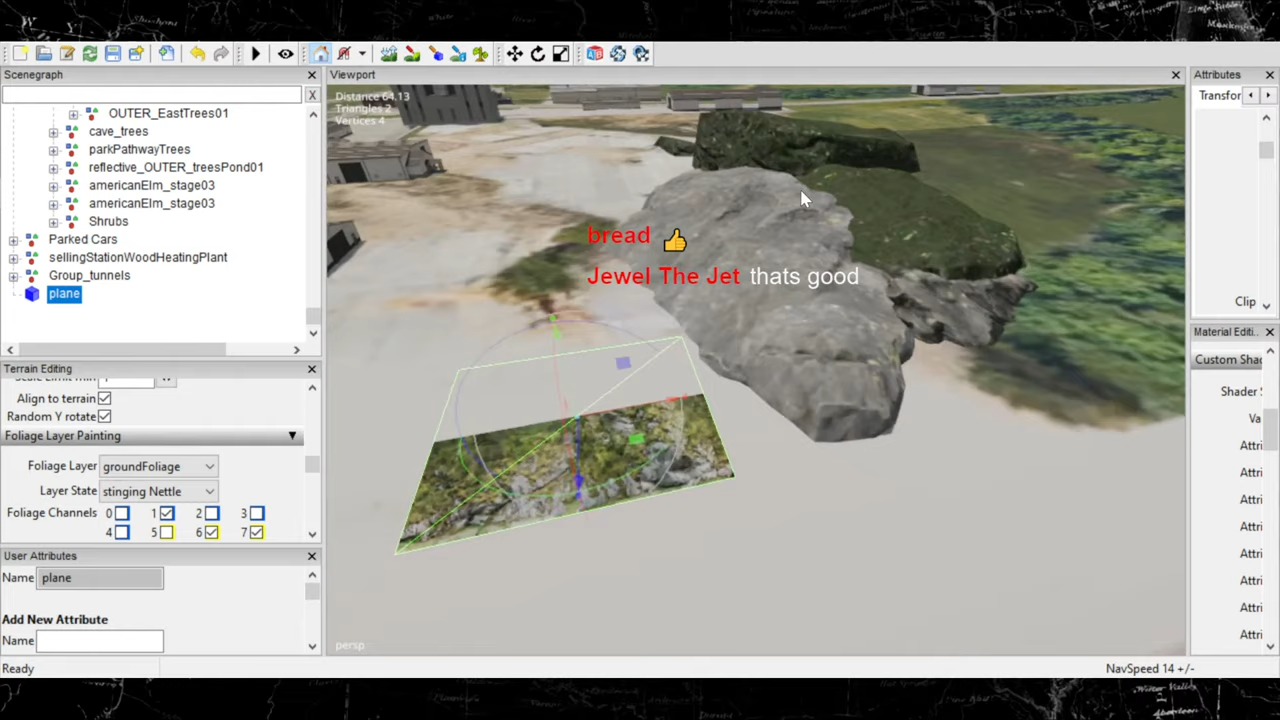 Scenegraph
X
OUTER_EastTrees01
cave_trees
parkPathwayTrees
reflective_OUTER_treesPond01
americanElm_stage03
americanElm_stage03
Shrubs
Parked Cars
sellingStationWoodHeatingPlant
Group_tunnels
plane
Terrain Editing
Align to terrain
Random Y rotate
Foliage Layer Painting
Foliage Layer groundFoliage
Layer State stinging Nettle
Foliage Channels 0 1 2 3
4 5 6 7
User Attributes
Name plane
Add New Attribute
Name
Ready
Viewport
Distance 64.13
Triangles 2
Vertices 4
bread 👍
Jewel The Jet thats good
persp
Attributes
Transfor
Clip
Material Edi...
Custom Sha
Shader
Va
Attri
Attri
Attri
Attri
Attri
Attri
Attri
Attri
NavSpeed 14 +/-